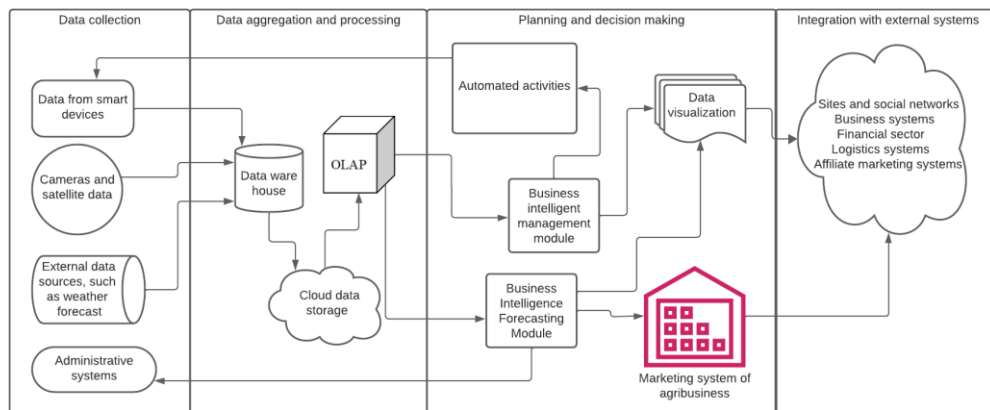 Data collection
Data aggregation and processing
Planning and decision making
Integration with external systems
Data from smart
devices
Cameras and
satellite data
External data
sources, such
as weather
forecast
Administrative
systems
Data ware
house
OLAP
Cloud data
storage
Automated activities
Business
intelligent
management
module
Business
Intelligence
Forecasting
Module
Data
visualization
Marketing system of
agribusiness
Sites and social networks
Business systems
Financial sector
Logistics systems
Affiliate marketing systems